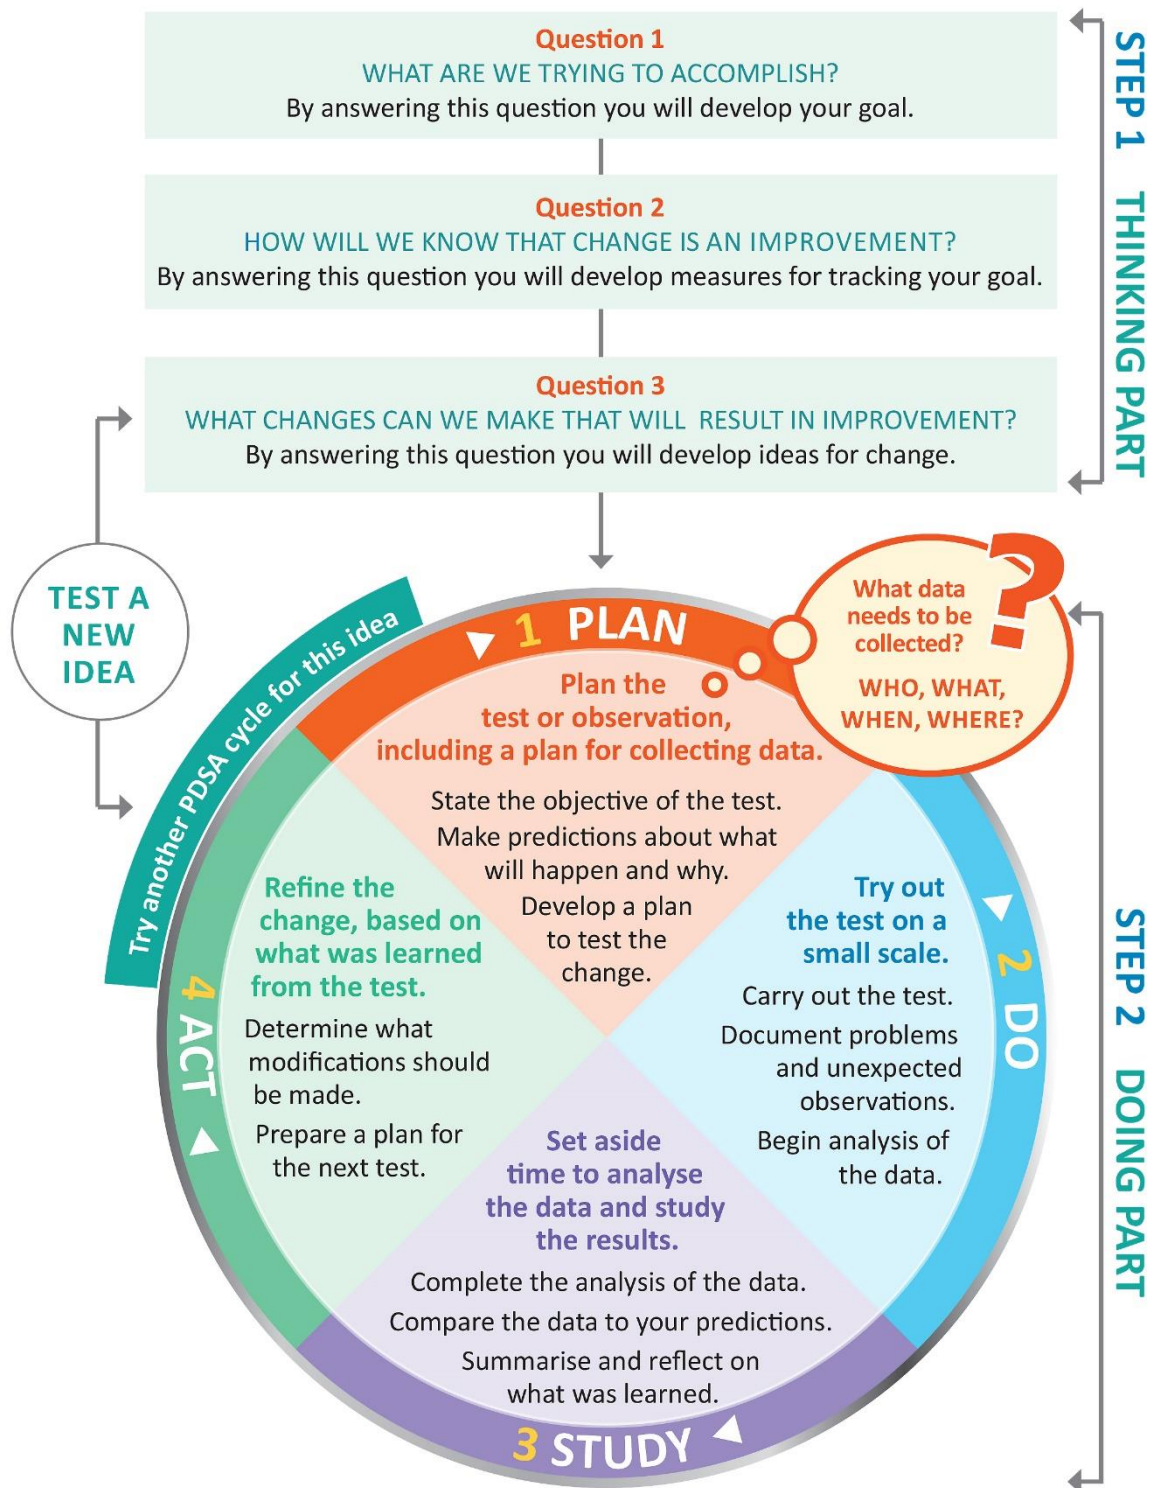 Question 1
WHAT ARE WE TRYING TO ACCOMPLISH?
By answering this question you will develop your goal.
STEP 1 THINKING PART
Question 2
HOW WILL WE KNOW THAT CHANGE IS AN IMPROVEMENT?
By answering this question you will develop measures for tracking your goal.
Question 3
WHAT CHANGES CAN WE MAKE THAT WILL RESULT IN IMPROVEMENT?
By answering this question you will develop ideas for change.
TEST A
NEW
IDEA
Try another PDSA cycle for this idea
1 PLAN
Plan the
test or observation,
including a plan for collecting data.
State the objective of the test.
Make predictions about what
will happen and why.
Develop a plan
to test the
change.
?
What data
needs to be
collected?
WHO, WHAT,
WHEN, WHERE?
STEP 2 DOING PART
2 DO
Try out
the test on a
small scale.
Carry out the test.
Document problems
and unexpected
observations.
Begin analysis of
the data.
3 STUDY
Set aside
time to analyse
the data and study
the results.
Complete the analysis of the data.
Compare the data to your predictions.
Summarise and reflect on
what was learned.
4 ACT
Refine the
change, based on
what was learned
from the test.
Determine what
modifications should
be made.
Prepare a plan for
the next test.